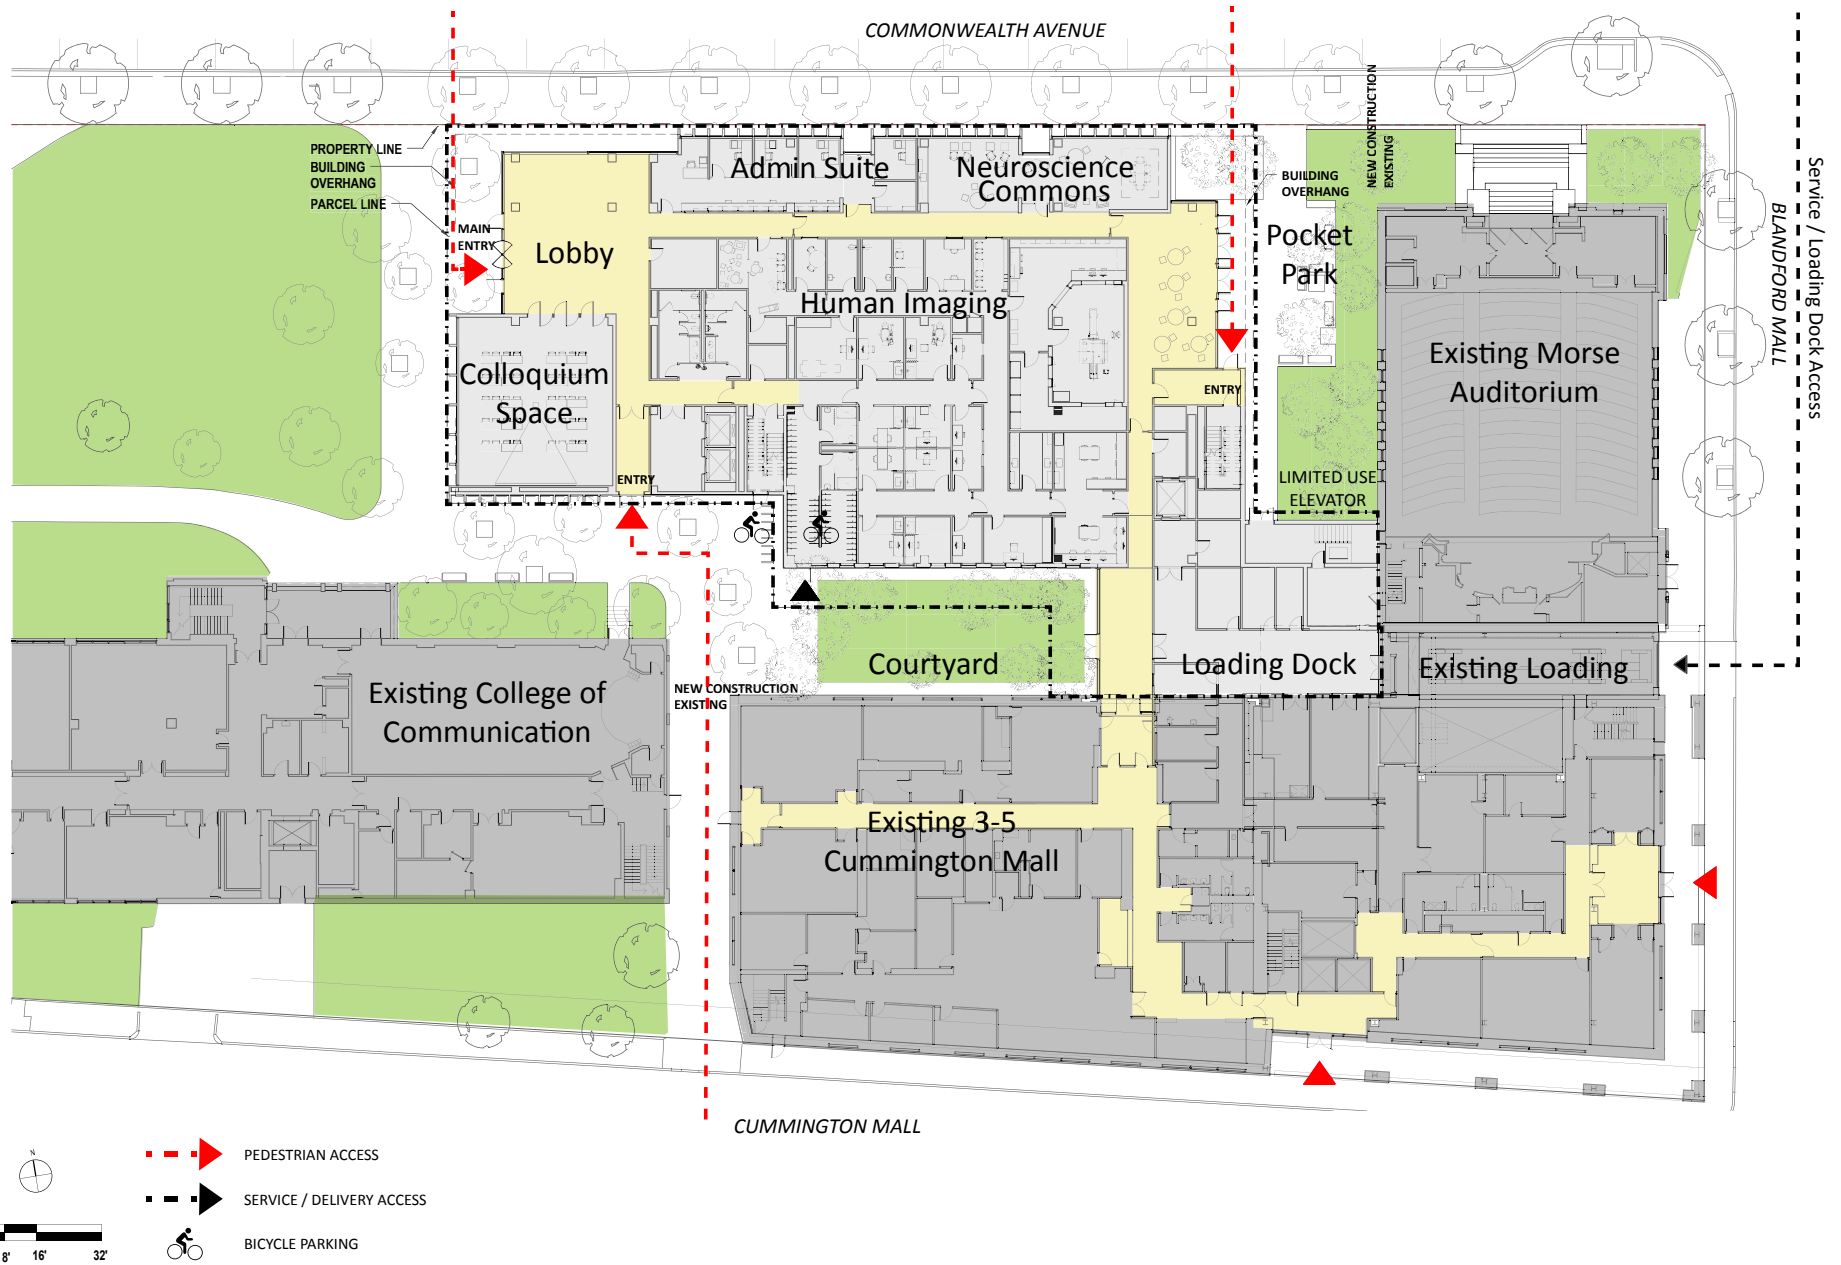 COMMONWEALTH AVENUE
PROPERTY LINE
BUILDING
OVERHANG
PARCEL LINE
MAIN
ENTRY
Lobby
Admin Suite
Neuroscience
Commons
BUILDING
OVERHANG
NEW CONSTRUCTION
EXISTING
Pocket
Park
Human Imaging
Colloquium
Space
ENTRY
ENTRY
Existing Morse
Auditorium
LIMITED USE
ELEVATOR
BLANDFORD MALL
Service / Loading Dock Access
Courtyard
Loading Dock
Existing Loading
NEW CONSTRUCTION
EXISTING
Existing College of
Communication
Existing 3-5
Cummington Mall
CUMMINGTON MALL
N
PEDESTRIAN ACCESS
SERVICE / DELIVERY ACCESS
BICYCLE PARKING
8' 16' 32'